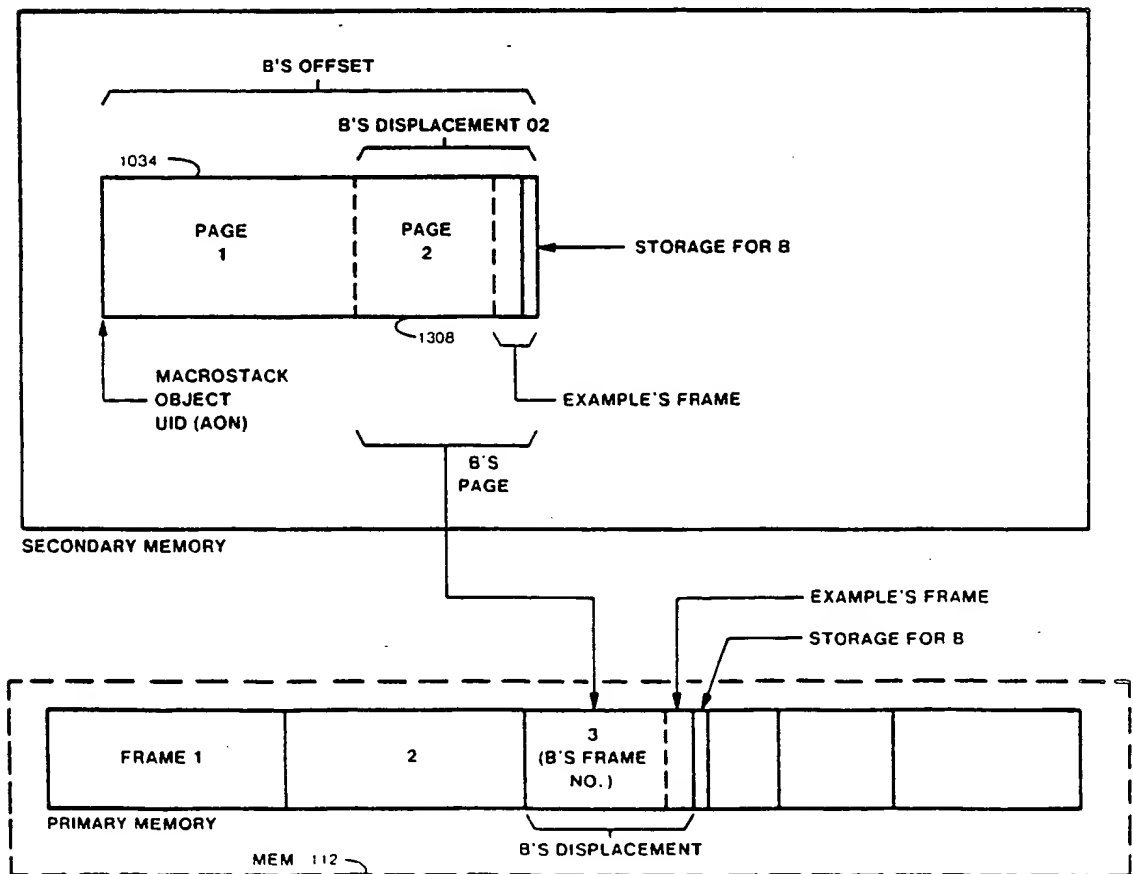 B'S OFFSET
B'S DISPLACEMENT 02
1034
PAGE
1
PAGE
2
STORAGE FOR B
1308
MACROSTACK
OBJECT
UID (AON)
EXAMPLE'S FRAME
B'S
PAGE
SECONDARY MEMORY
EXAMPLE'S FRAME
STORAGE FOR B
FRAME 1
2
3
(B'S FRAME
NO.)
PRIMARY MEMORY
B'S DISPLACEMENT
MEM 112